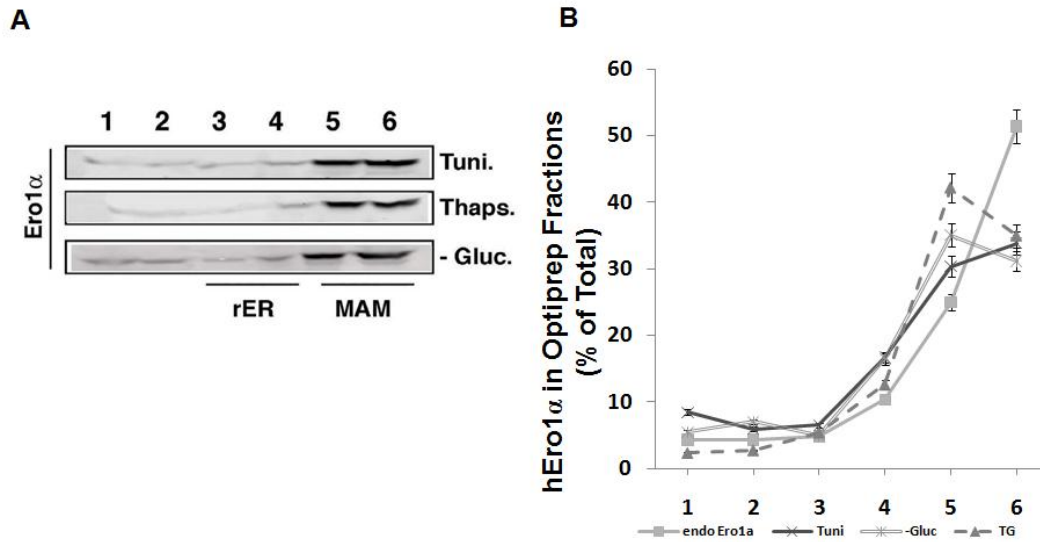 A
1 2 3 4 5 6
Ero1α
Tuni.
Thaps.
- Gluc.
rER MAM
B
hEro1α in Optiprep Fractions
(% of Total)
60
50
40
30
20
10
0
1 2 3 4 5 6
endo Ero1a Tuni -Gluc TG